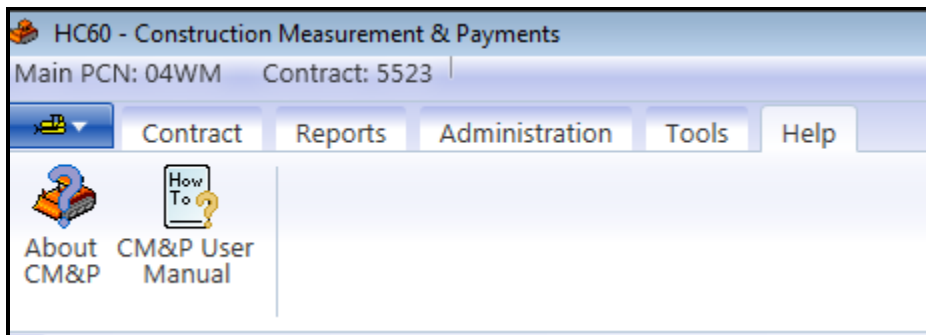 HC60 - Construction Measurement & Payments
Main PCN: 04WM Contract: 5523
Contract Reports Administration Tools Help
How
To
About CM&P User
CM&P Manual